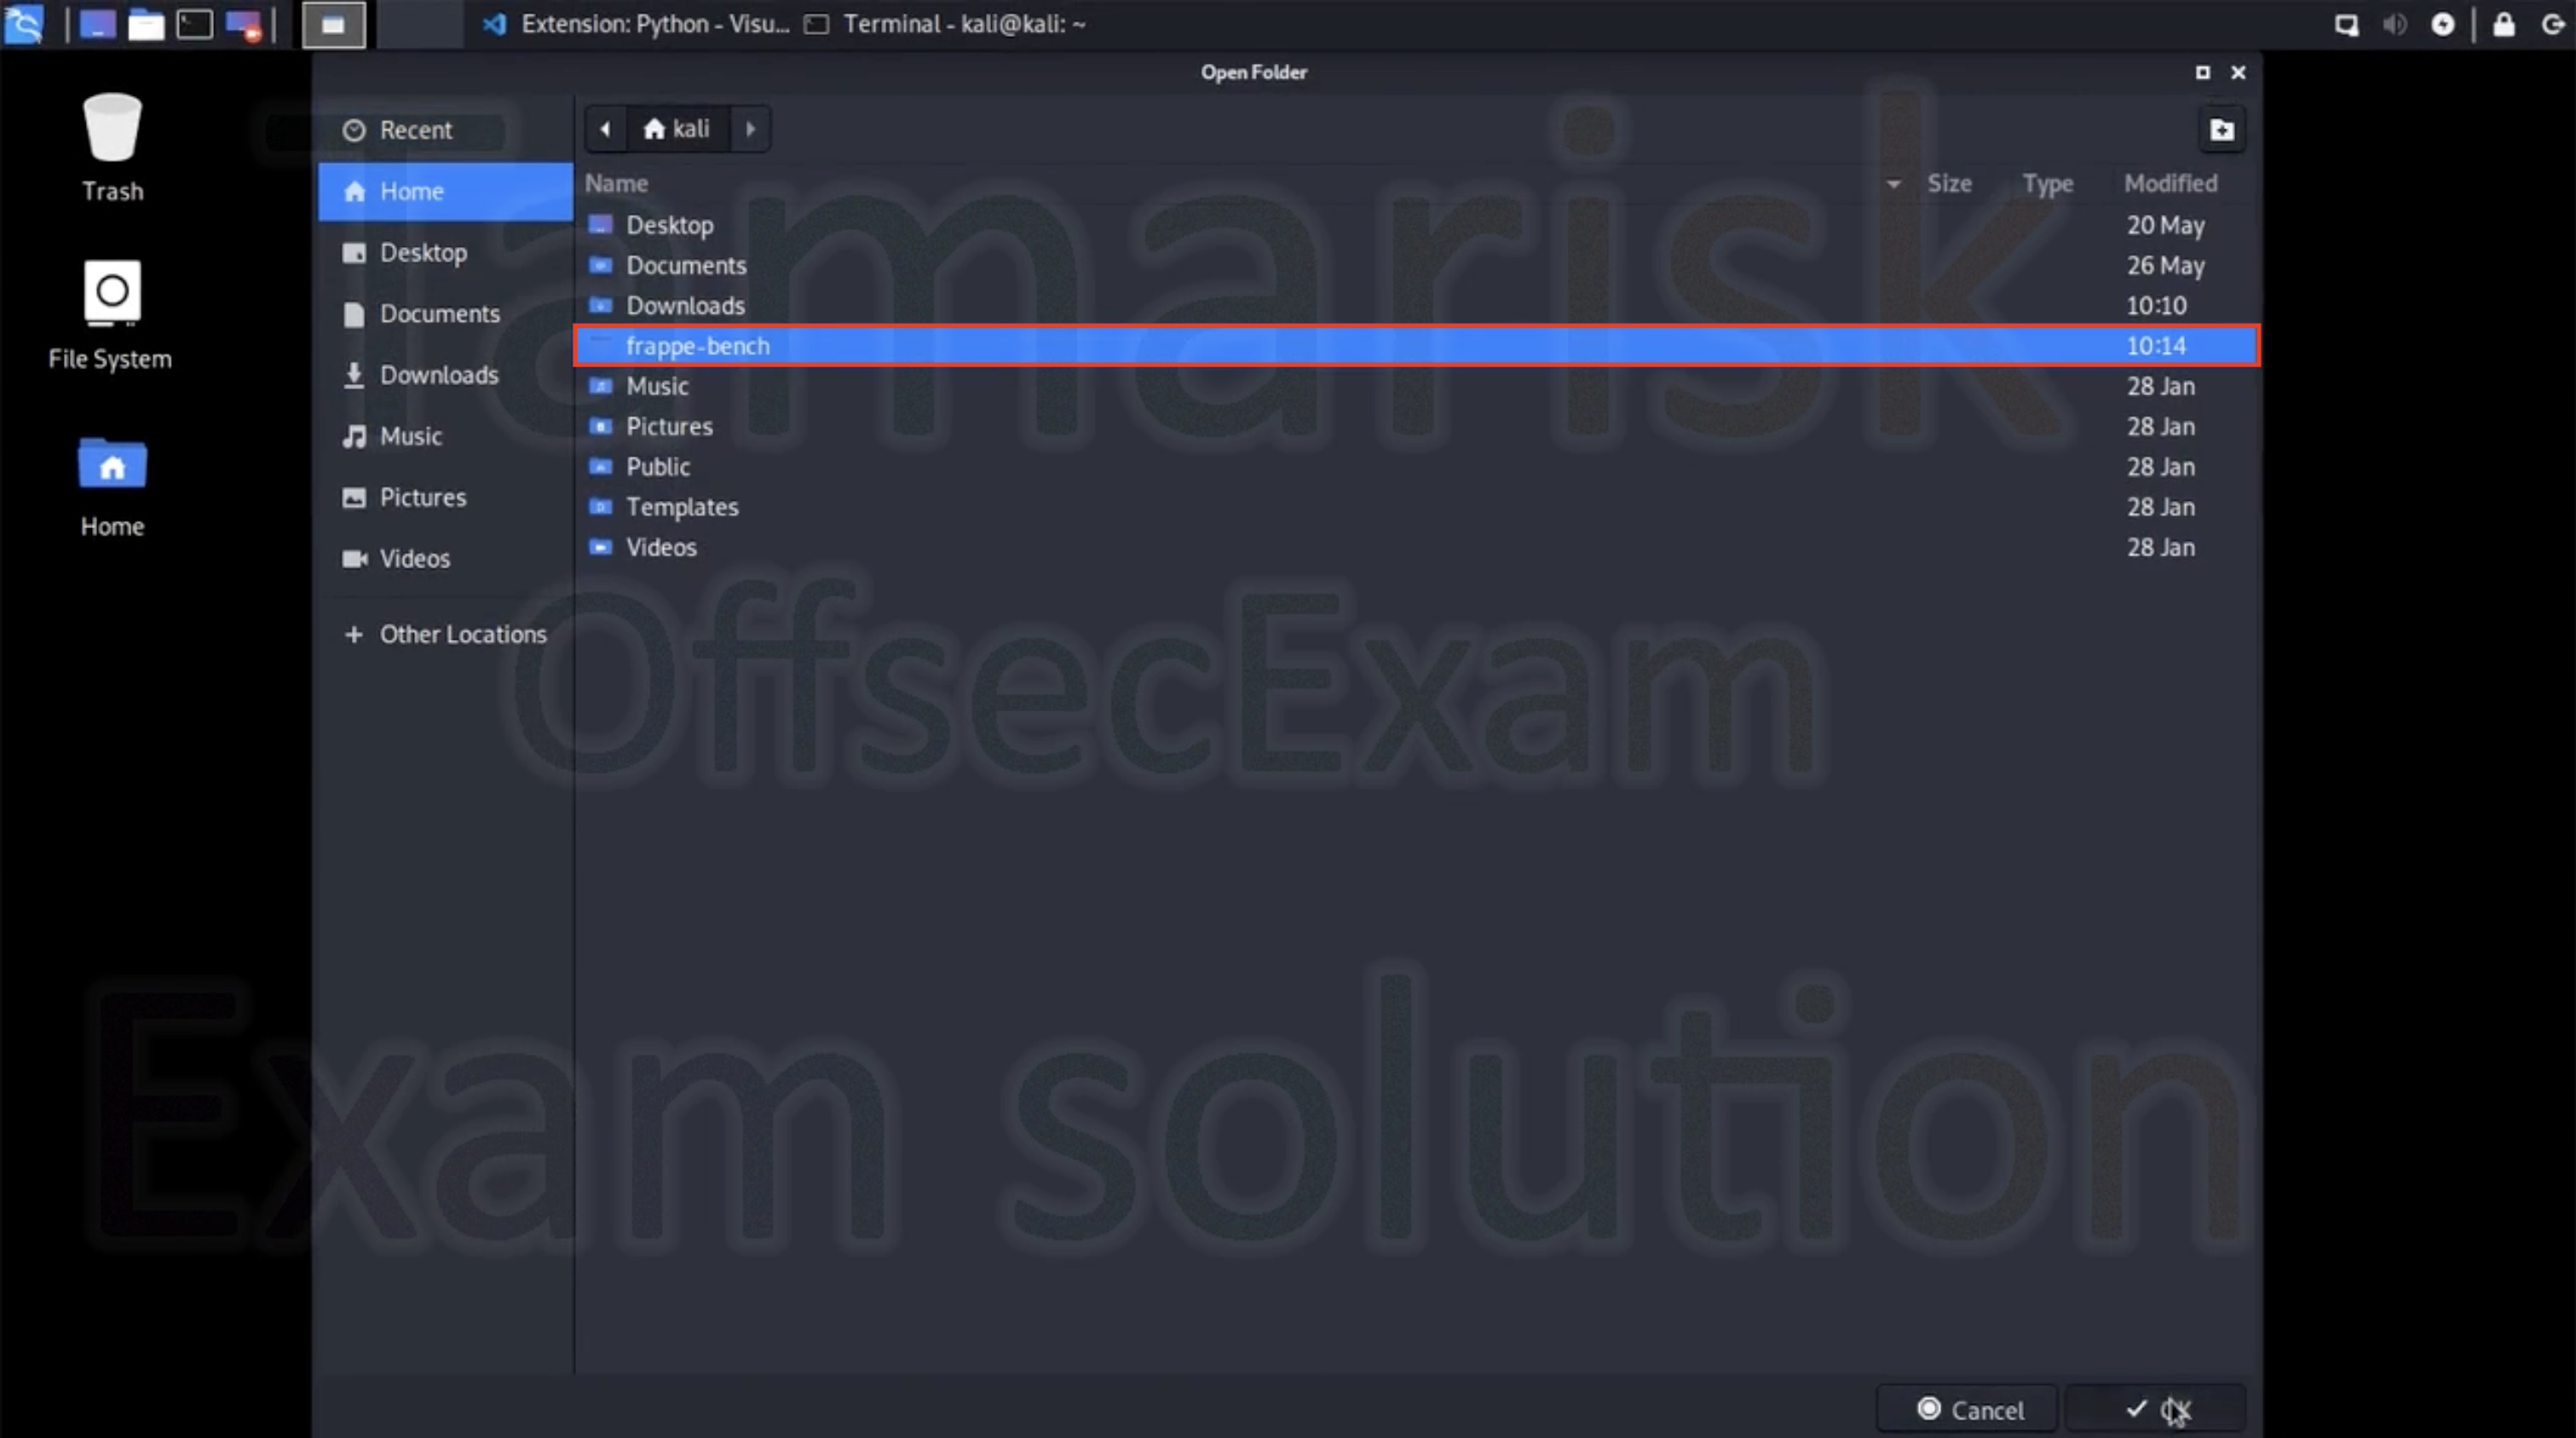 Extension: Python - Visu... Terminal - kali@kali: ~
Open Folder
Trash
File System
Home
Recent
Home
Desktop
Documents
Downloads
Music
Pictures
Videos
Other Locations
kali
Name Size Type Modified
Desktop 20 May
Documents 26 May
Downloads 10:10
frappe-bench 10:14
Music 28 Jan
Pictures 28 Jan
Public 28 Jan
Templates 28 Jan
Videos 28 Jan
Tamarisk
OffsecExam
Exam solution
Cancel OK